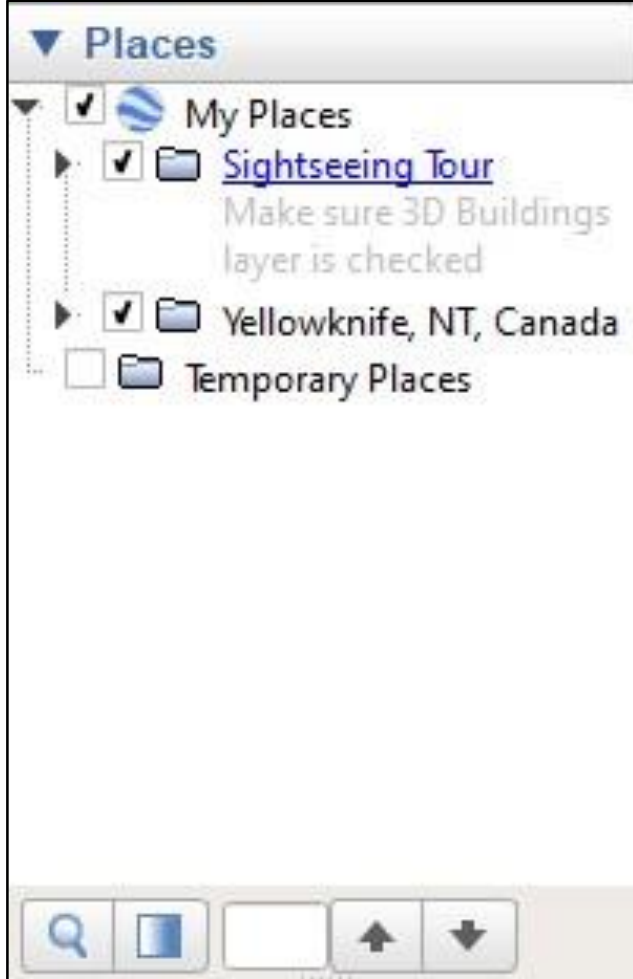 Places
My Places
Sightseeing Tour
Make sure 3D Buildings
layer is checked
Yellowknife, NT, Canada
Temporary Places